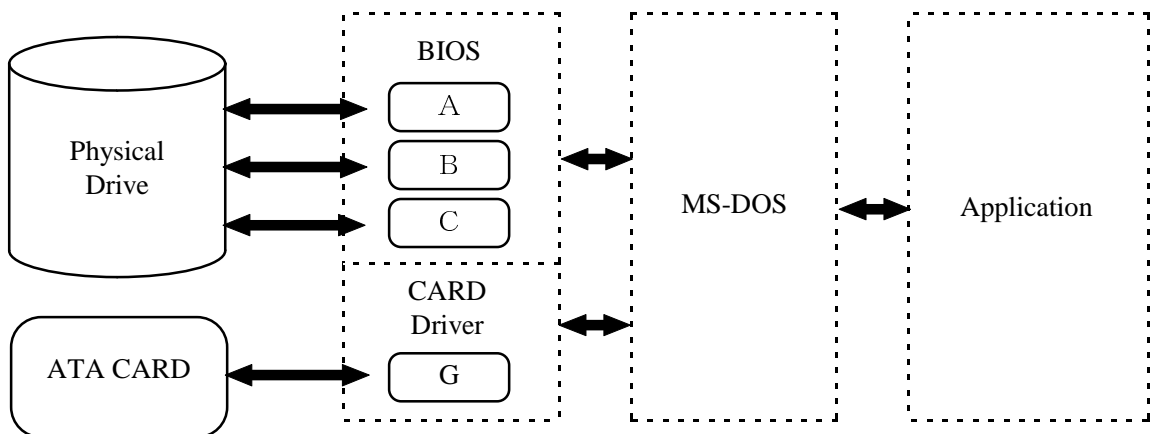 Physical
Drive
ATA CARD
BIOS
A
B
C
CARD
Driver
G
MS-DOS
Application